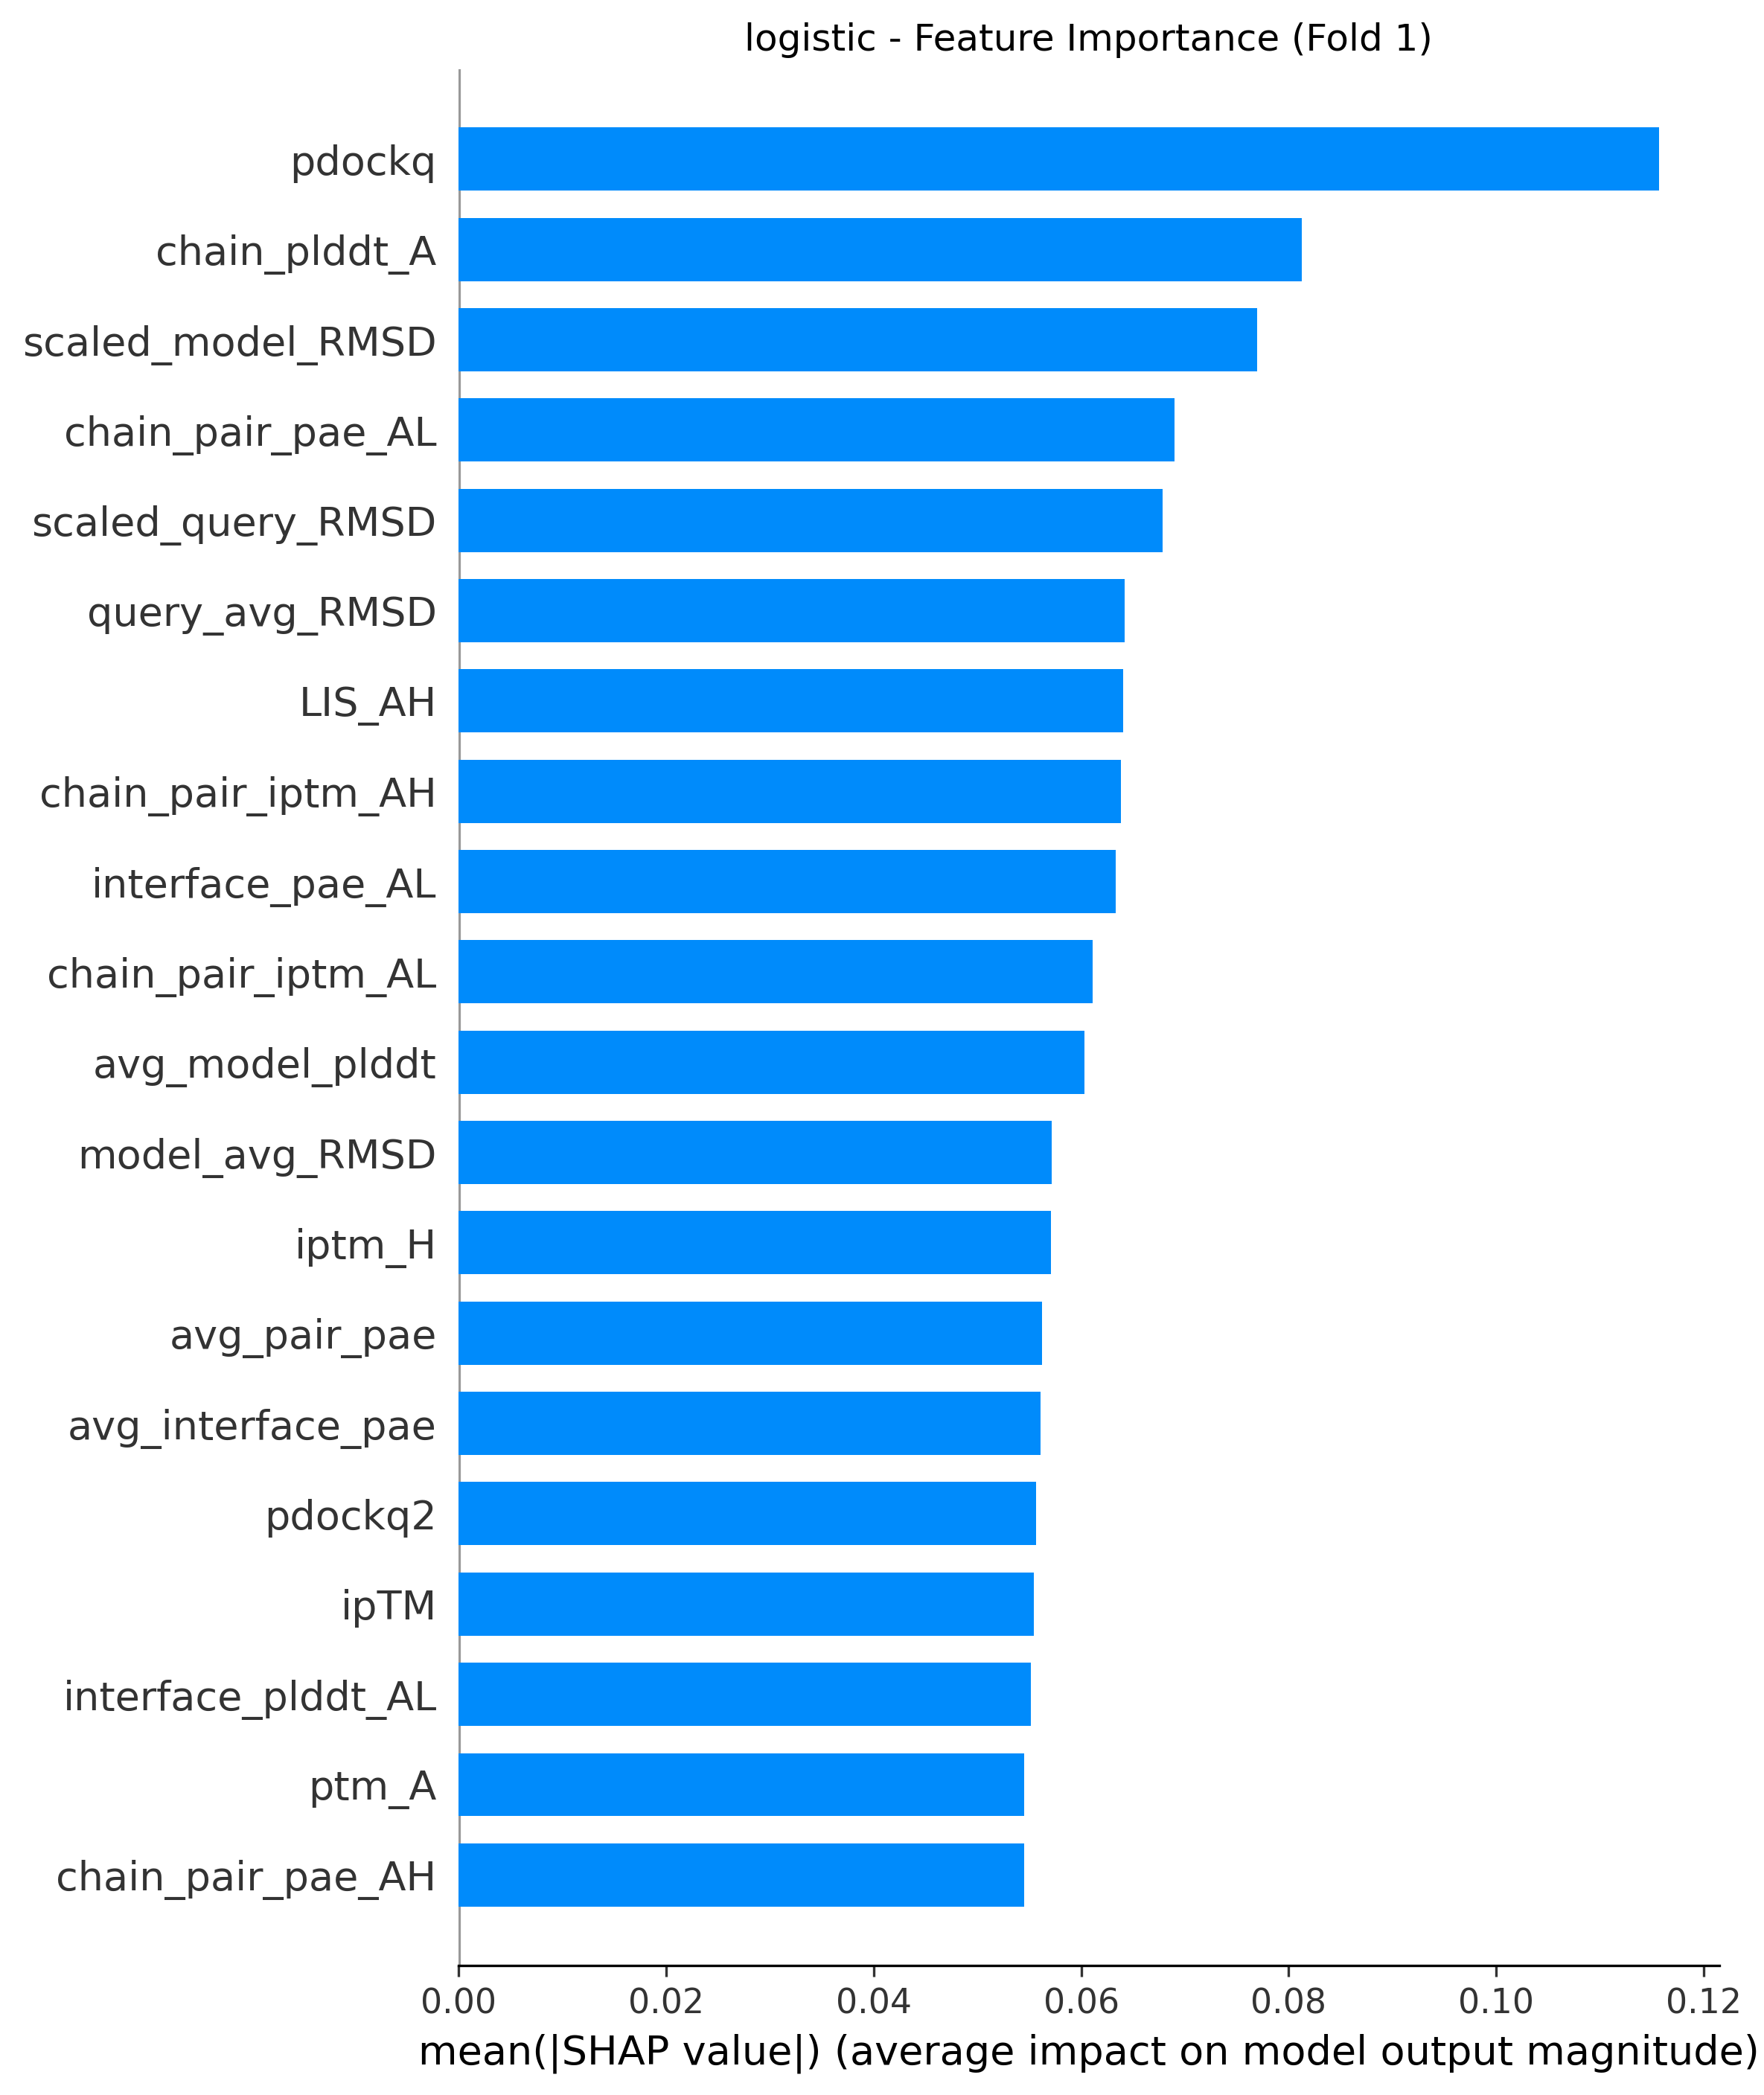 logistic - Feature Importance (Fold 1)
pdockq
chain_plddt_A
scaled_model_RMSD
chain_pair_pae_AL
scaled_query_RMSD
query_avg_RMSD
LIS_AH
chain_pair_iptm_AH
interface_pae_AL
chain_pair_iptm_AL
avg_model_plddt
model_avg_RMSD
iptm_H
avg_pair_pae
avg_interface_pae
pdockq2
ipTM
interface_plddt_AL
ptm_A
chain_pair_pae_AH
0.00 0.02 0.04 0.06 0.08 0.10 0.12
mean(|SHAP value|) (average impact on model output magnitude)